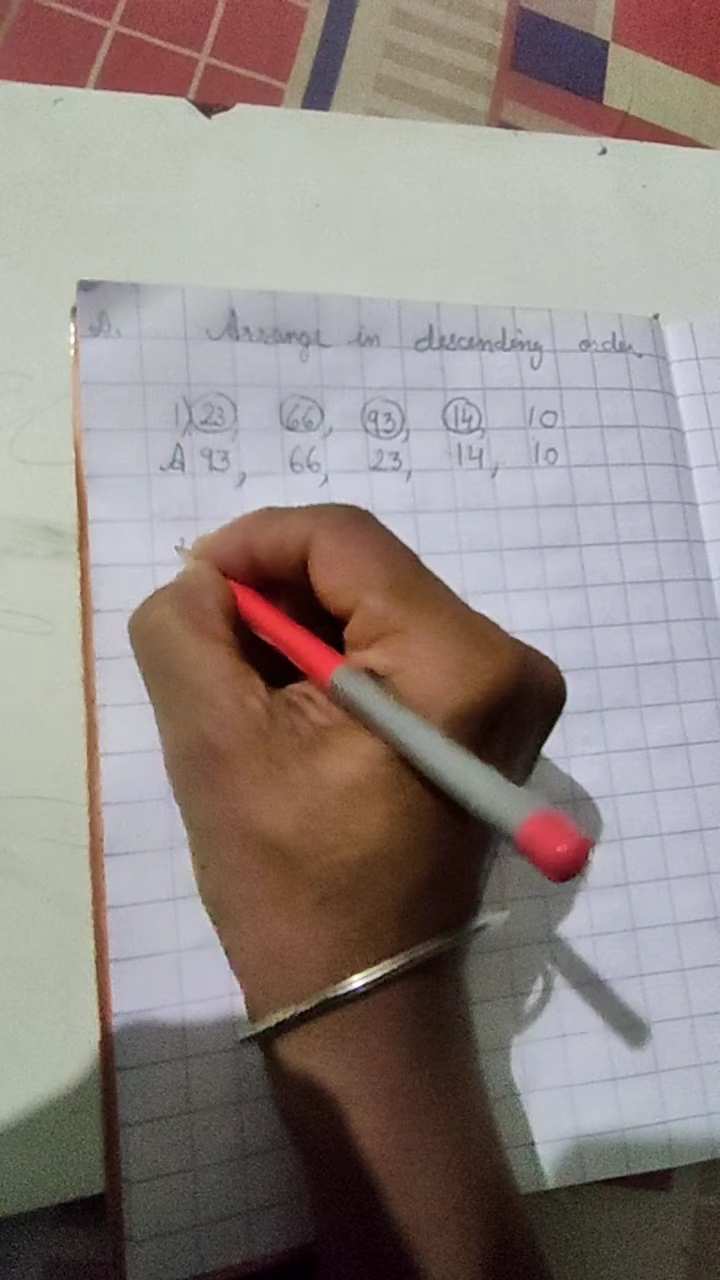 A. Arrange in descending order
1) 23 66, 93, 14, 10
A 93, 66, 23, 14, 10